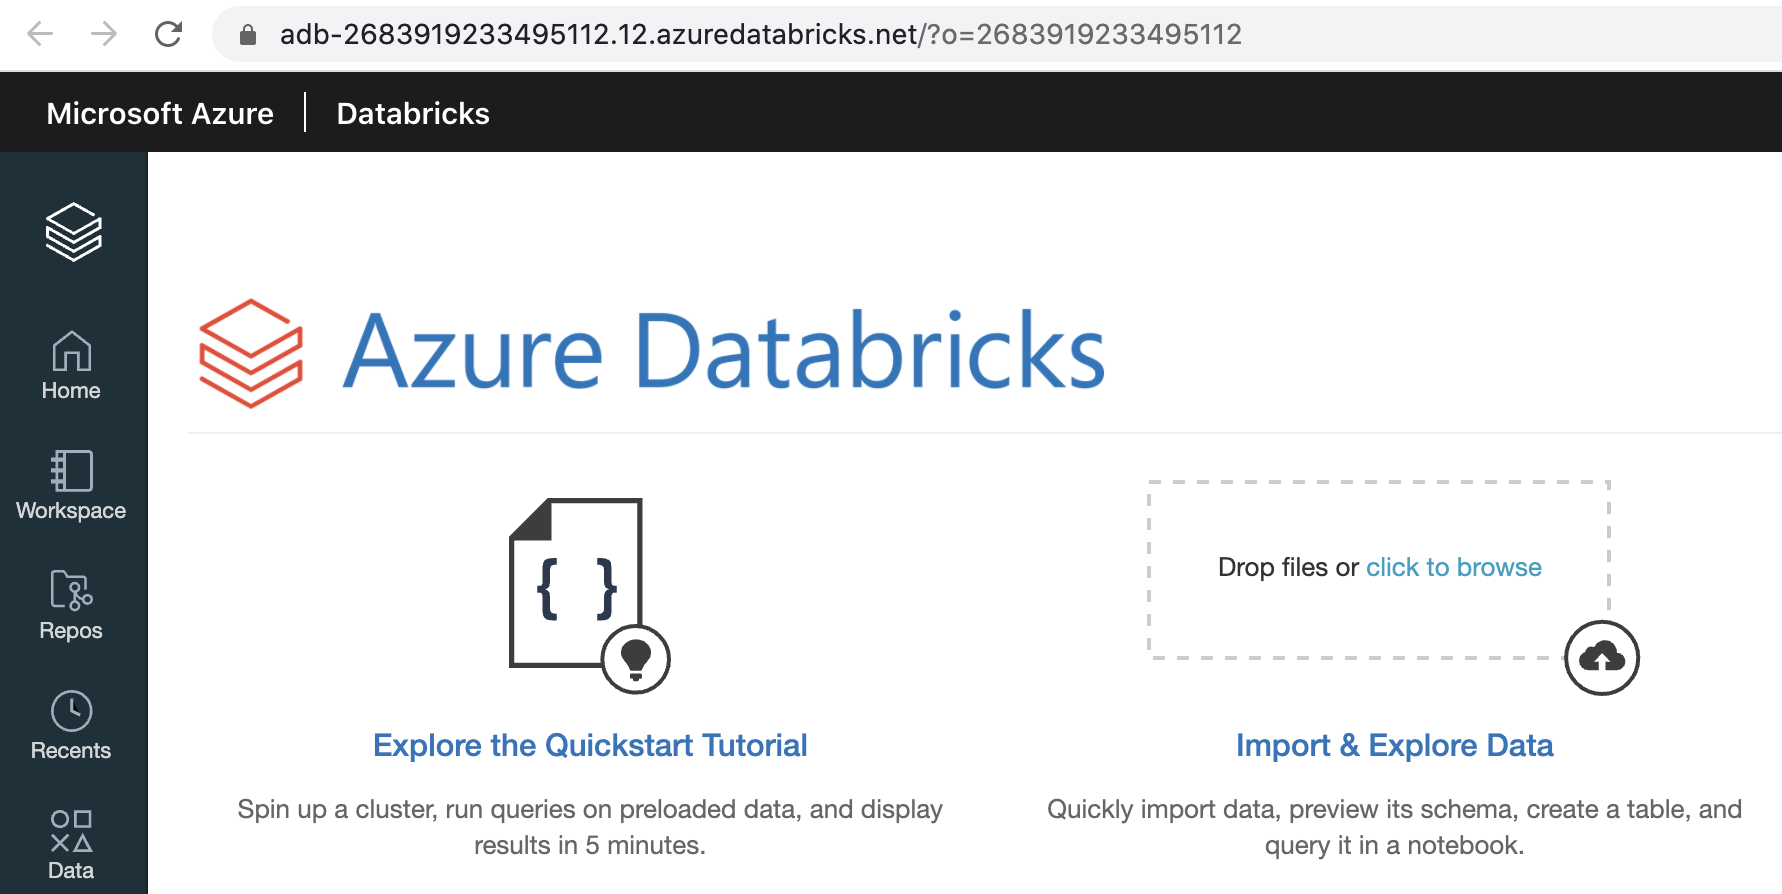 adb-2683919233495112.12.azuredatabricks.net/?o=2683919233495112
Microsoft Azure | Databricks
Home
Workspace
Repos
Recents
Data
Azure Databricks
{ }
Explore the Quickstart Tutorial
Spin up a cluster, run queries on preloaded data, and display
results in 5 minutes.
Drop files or click to browse
Import & Explore Data
Quickly import data, preview its schema, create a table, and
query it in a notebook.